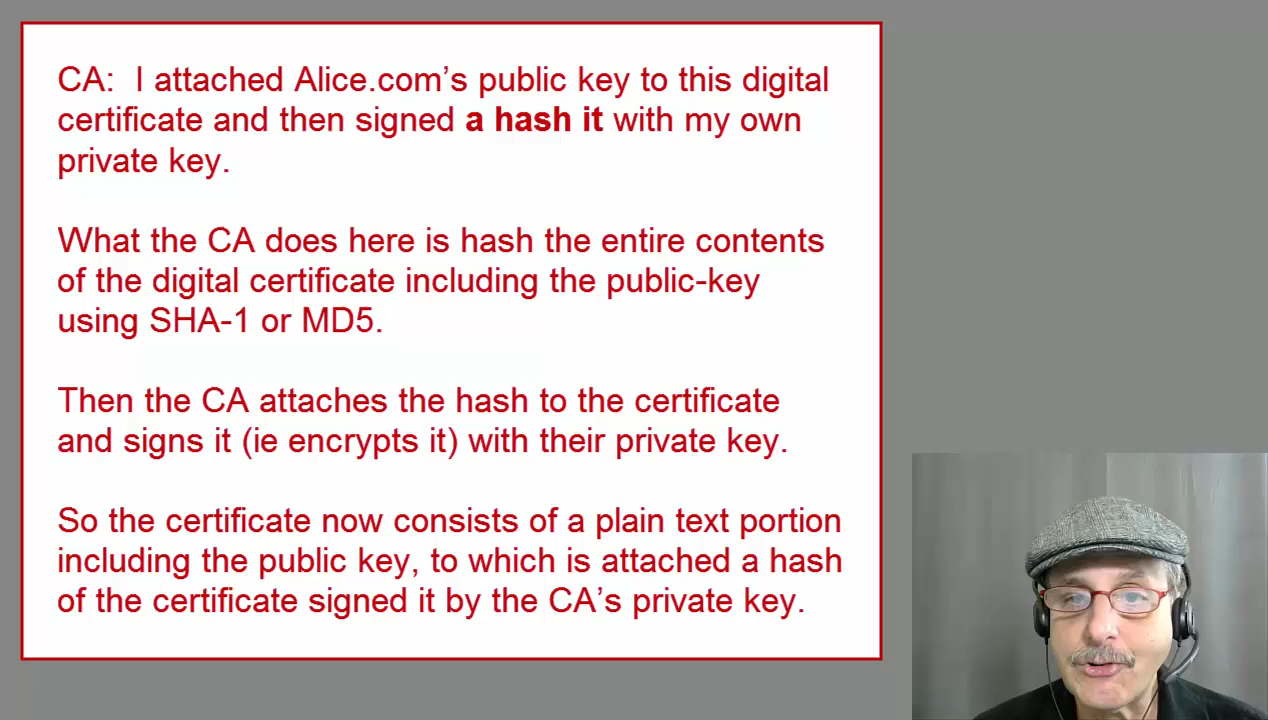 CA:  I attached Alice.com’s public key to this digital
certificate and then signed a hash it with my own
private key.
What the CA does here is hash the entire contents
of the digital certificate including the public-key
using SHA-1 or MD5.
Then the CA attaches the hash to the certificate
and signs it (ie encrypts it) with their private key.
So the certificate now consists of a plain text portion
including the public key, to which is attached a hash
of the certificate signed it by the CA’s private key.